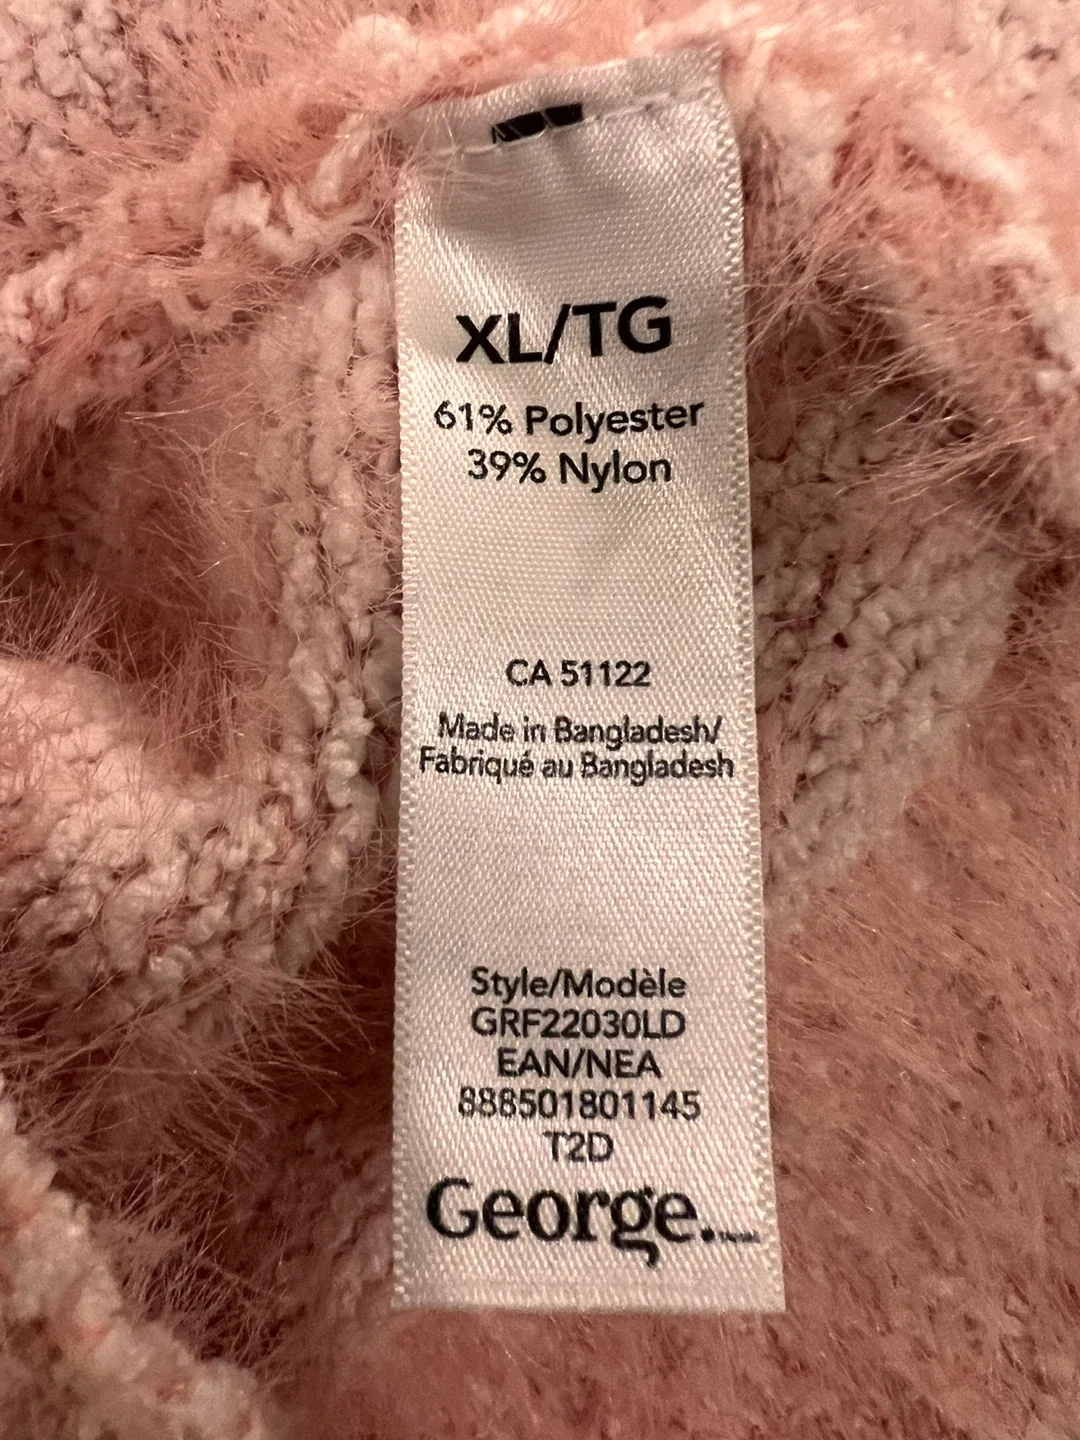 XL/TG
61% Polyester
39% Nylon
CA 51122
Made in Bangladesh/
Fabriqué au Bangladesh
Style/Modèle
GRF22030LD
EAN/NEA
888501801145
T2D
George.